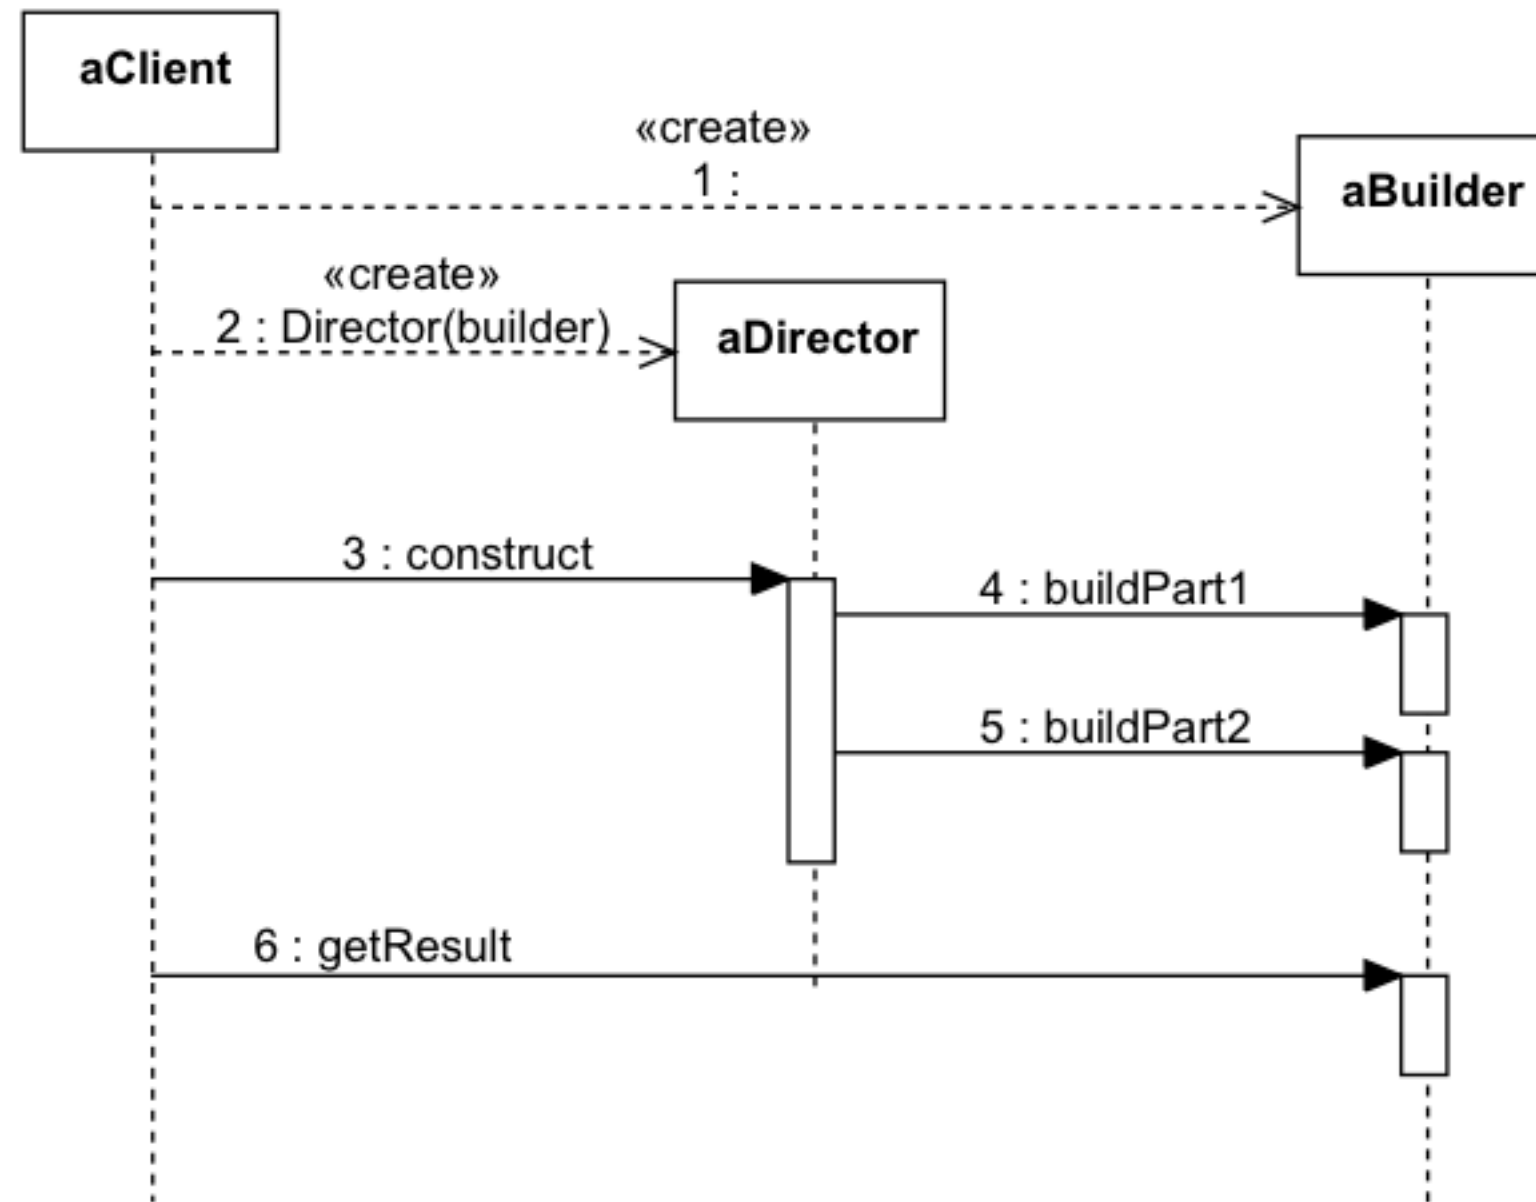 aClient
«create»
1 :
aBuilder
«create»
2 : Director(builder)
aDirector
3 : construct
4 : buildPart1
5 : buildPart2
6 : getResult